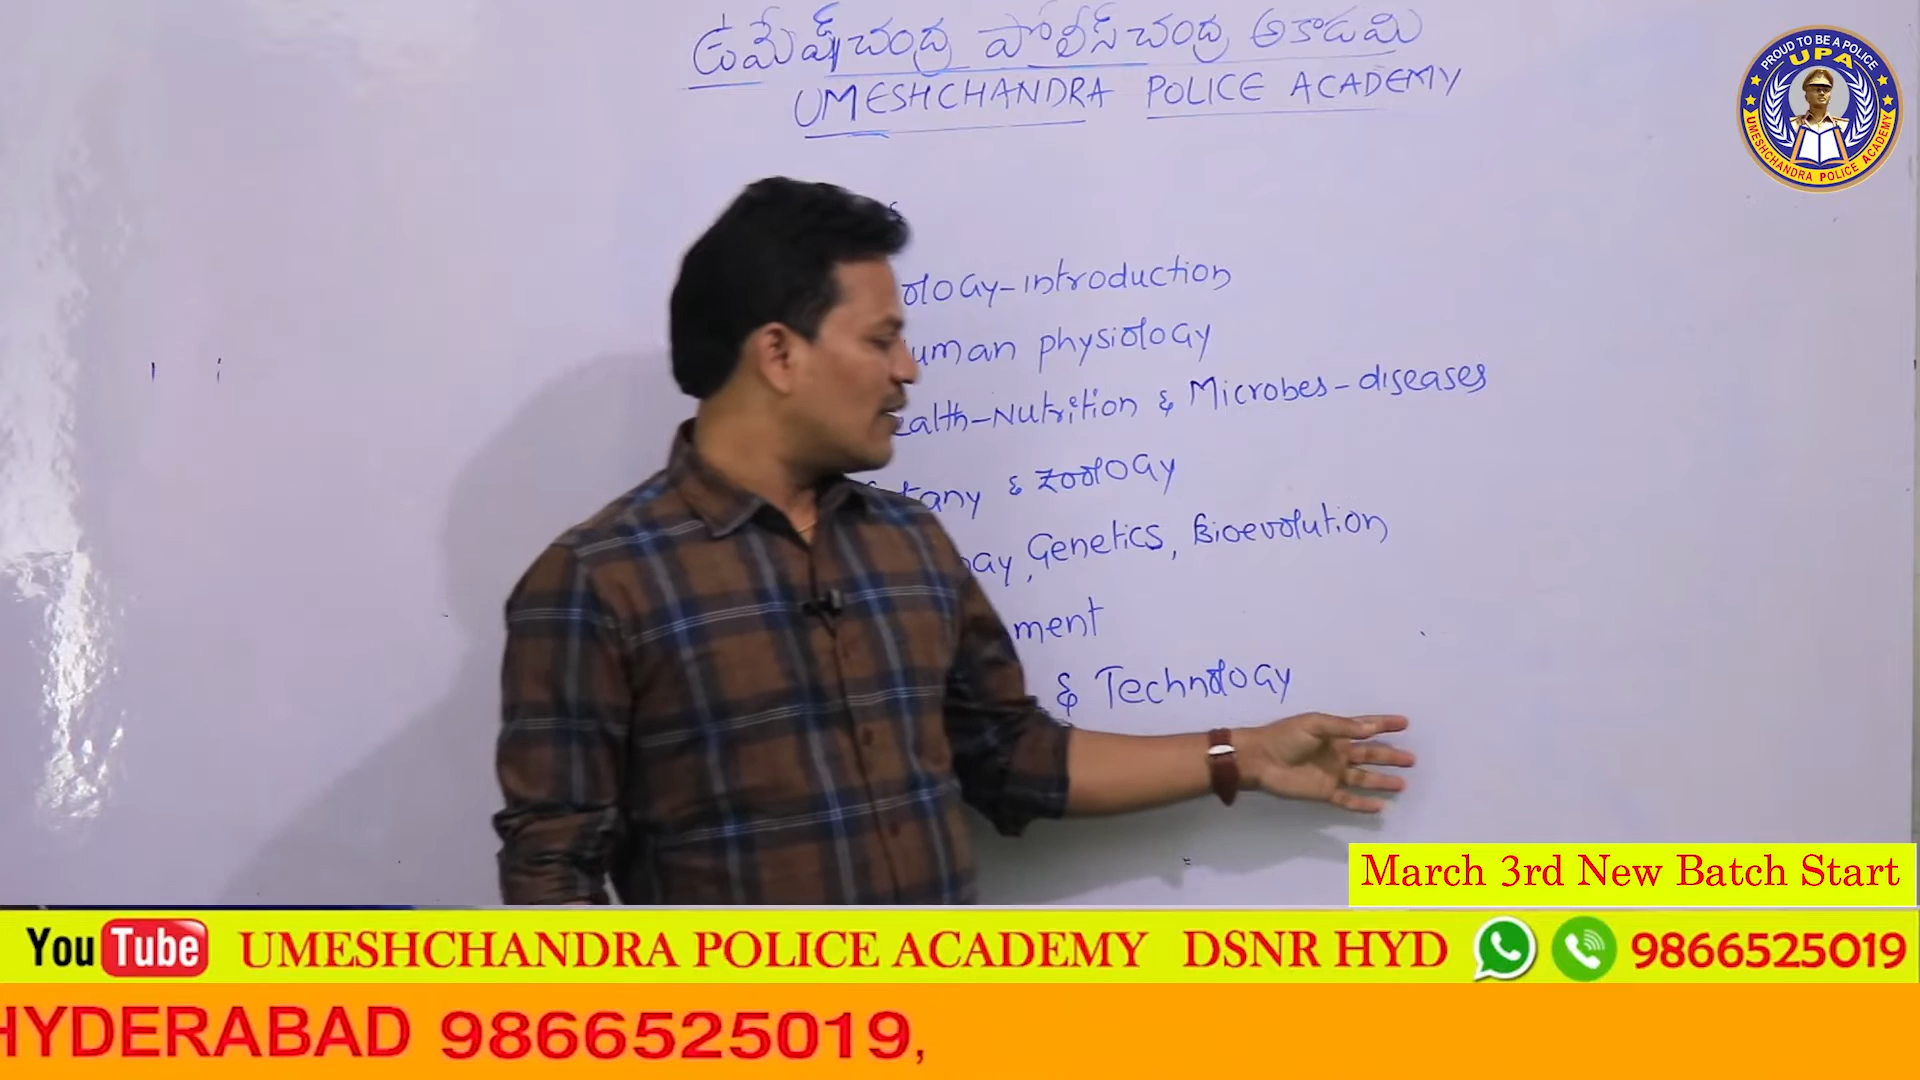 ఉమేష్ చంద్ర పోలీస్ చంద్ర అకాడమి
UMESHCHANDRA POLICE ACADEMY
PROUD TO BE A POLICE
UPA
UMESHCHANDRA POLICE ACADEMY
ology-introduction
uman physiology
ealth-Nutrition & Microbes-diseases
tany & Zoology
ogy, Genetics, Bioevolution
ment
& Technology
March 3rd New Batch Start
YouTube UMESHCHANDRA POLICE ACADEMY DSNR HYD 9866525019
HYDERABAD 9866525019,